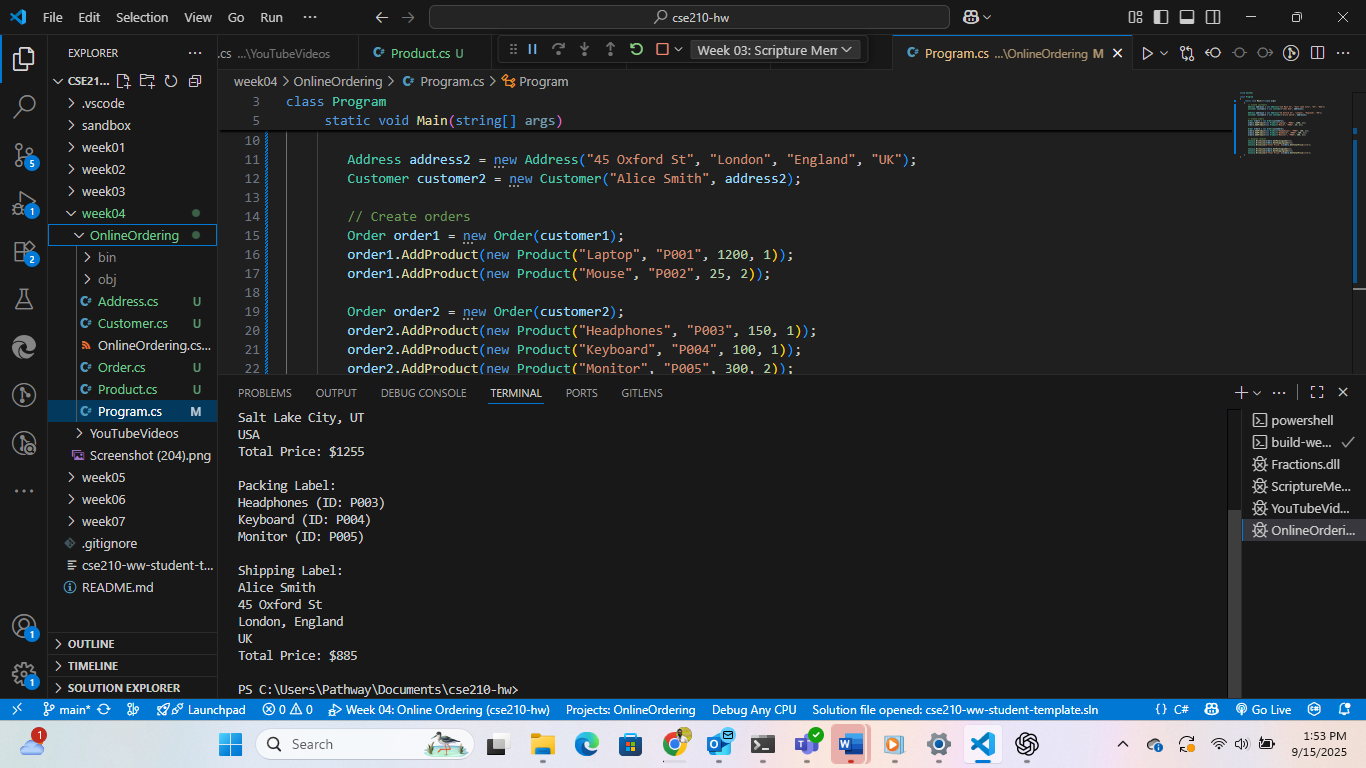 File Edit Selection View Go Run ···
cse210-hw
EXPLORER ···
.cs ...\YouTubeVideos
Product.cs U
Week 03: Scripture Mem
Program.cs ...\OnlineOrdering M
CSE21...
week04 > OnlineOrdering > Program.cs > Program
.vscode
sandbox
week01
week02
week03
week04
OnlineOrdering
bin
obj
Address.cs U
Customer.cs U
OnlineOrdering.cs...
Order.cs U
Product.cs U
Program.cs M
YouTubeVideos
Screenshot (204).png
week05
week06
week07
.gitignore
cse210-ww-student-t...
README.md
OUTLINE
TIMELINE
SOLUTION EXPLORER
5
1
2
1
1
3 class Program
5 static void Main(string[] args)
10
11 Address address2 = new Address("45 Oxford St", "London", "England", "UK");
12 Customer customer2 = new Customer("Alice Smith", address2);
13
14 // Create orders
15 Order order1 = new Order(customer1);
16 order1.AddProduct(new Product("Laptop", "P001", 1200, 1));
17 order1.AddProduct(new Product("Mouse", "P002", 25, 2));
18
19 Order order2 = new Order(customer2);
20 order2.AddProduct(new Product("Headphones", "P003", 150, 1));
21 order2.AddProduct(new Product("Keyboard", "P004", 100, 1));
22 order2.AddProduct(new Product("Monitor", "P005", 300, 2));
PROBLEMS OUTPUT DEBUG CONSOLE TERMINAL PORTS GITLENS
Salt Lake City, UT
USA
Total Price: $1255
Packing Label:
Headphones (ID: P003)
Keyboard (ID: P004)
Monitor (ID: P005)
Shipping Label:
Alice Smith
45 Oxford St
London, England
UK
Total Price: $885
PS C:\Users\Pathway\Documents\cse210-hw>
powershell
build-we...
Fractions.dll
ScriptureMe...
YouTubeVid...
OnlineOrderi...
main* Launchpad 0 0 Week 04: Online Ordering (cse210-hw) Projects: OnlineOrdering Debug Any CPU Solution file opened: cse210-ww-student-template.sln { } C# Go Live
1
Search
1:53 PM
9/15/2025